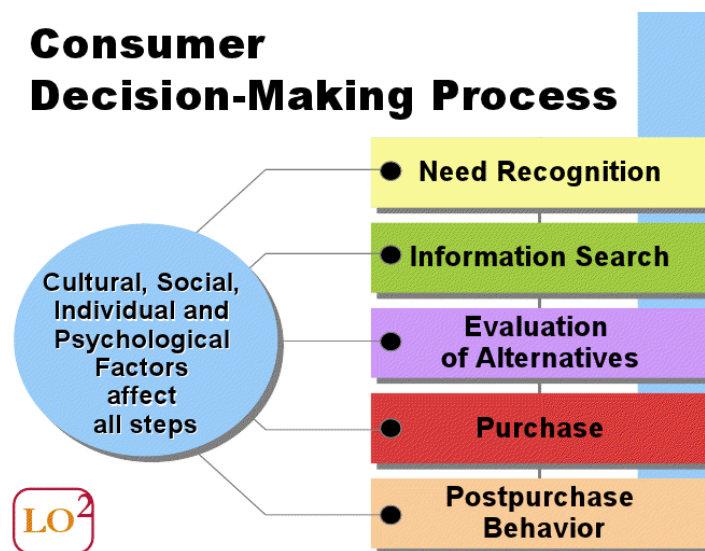 Consumer
Decision-Making Process
Need Recognition
Information Search
Evaluation
of Alternatives
Purchase
Postpurchase
Behavior
Cultural, Social,
Individual and
Psychological
Factors
affect
all steps
LO2